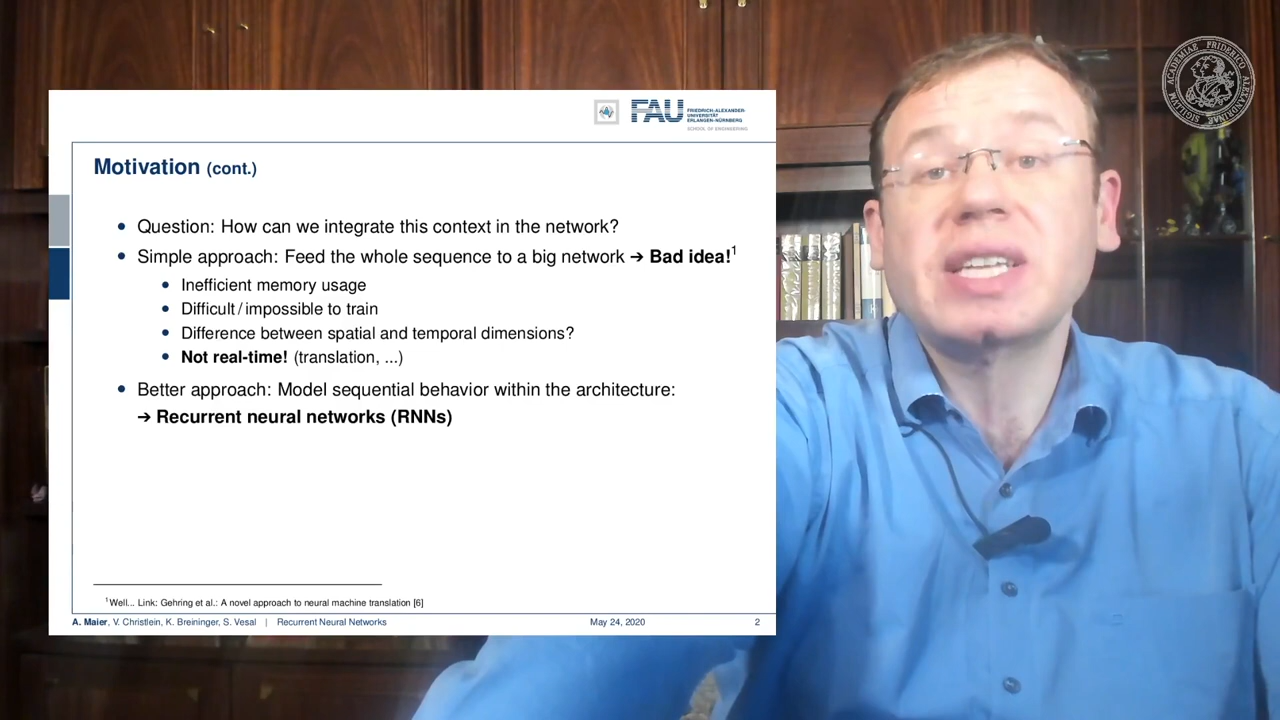 FAU
FRIEDRICH-ALEXANDER-
UNIVERSITÄT
ERLANGEN-NÜRNBERG
SCHOOL OF ENGINEERING
Motivation (cont.)
• Question: How can we integrate this context in the network?
• Simple approach: Feed the whole sequence to a big network ➔ Bad idea!¹
• Inefficient memory usage
• Difficult / impossible to train
• Difference between spatial and temporal dimensions?
• Not real-time! (translation, ...)
• Better approach: Model sequential behavior within the architecture:
➔ Recurrent neural networks (RNNs)
¹Well... Link: Gehring et al.: A novel approach to neural machine translation [6]
A. Maier, V. Christlein, K. Breininger, S. Vesal | Recurrent Neural Networks May 24, 2020 2